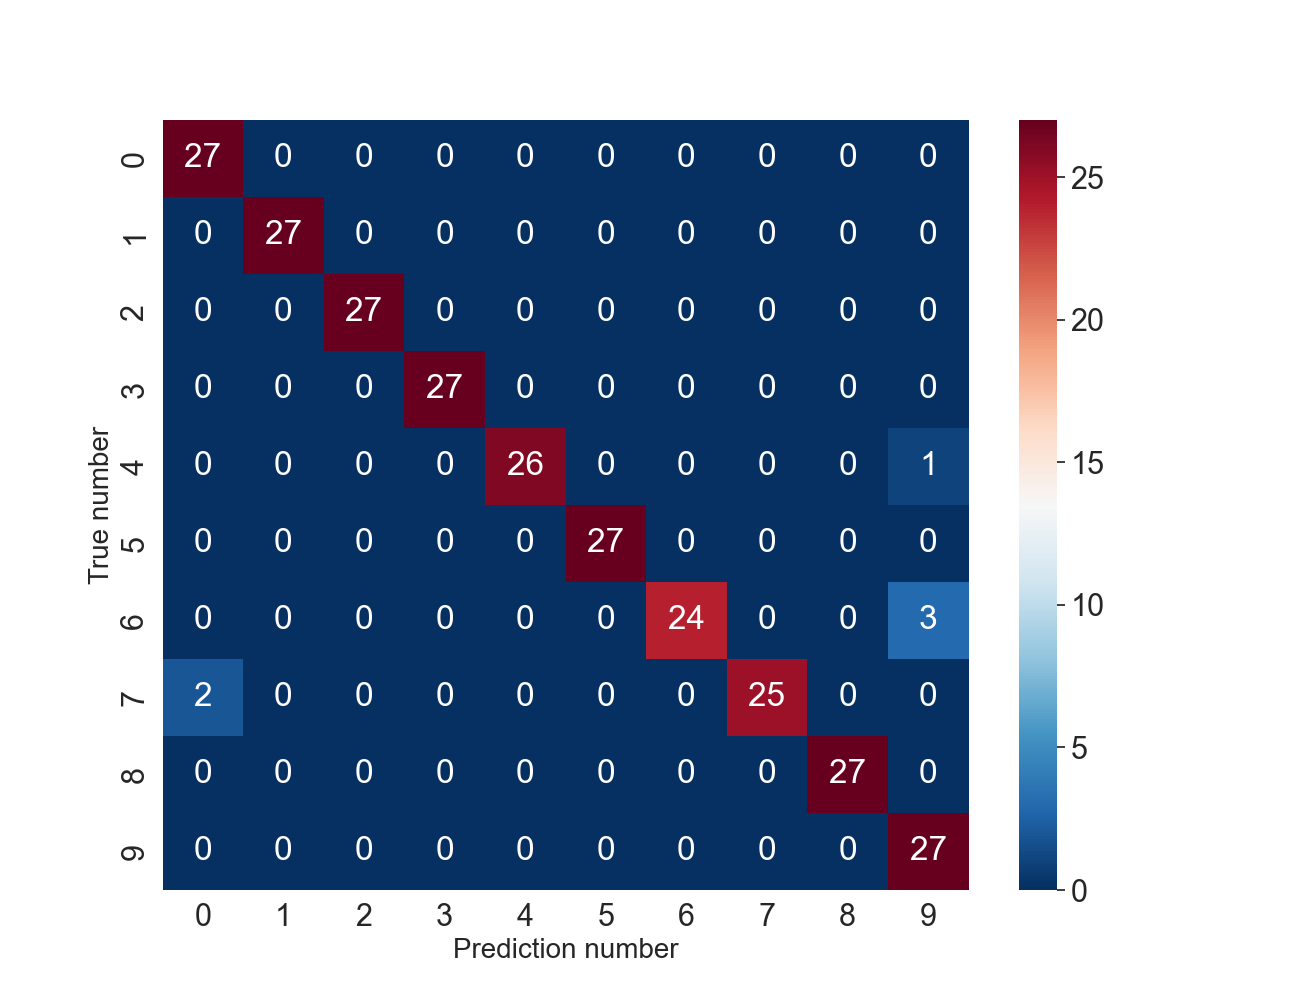 0 27 0 0 0 0 0 0 0 0 0
1 0 27 0 0 0 0 0 0 0 0
2 0 0 27 0 0 0 0 0 0 0
3 0 0 0 27 0 0 0 0 0 0
4 0 0 0 0 26 0 0 0 0 1
5 0 0 0 0 0 27 0 0 0 0
6 0 0 0 0 0 0 24 0 0 3
7 2 0 0 0 0 0 0 25 0 0
8 0 0 0 0 0 0 0 0 27 0
9 0 0 0 0 0 0 0 0 0 27
0 1 2 3 4 5 6 7 8 9
Prediction number
True number
25
20
15
10
5
0